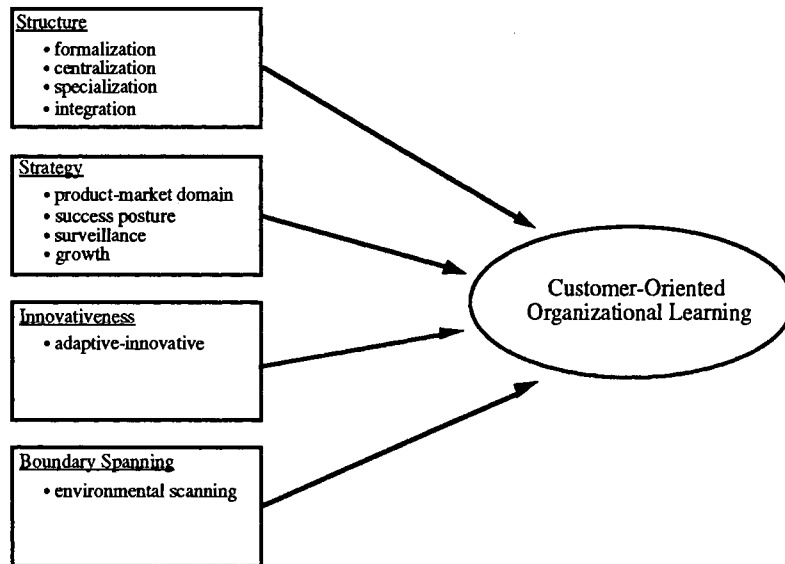 Structure
• formalization
• centralization
• specialization
• integration
Strategy
• product-market domain
• success posture
• surveillance
• growth
Innovativeness
• adaptive-innovative
Boundary Spanning
• environmental scanning
Customer-Oriented
Organizational Learning